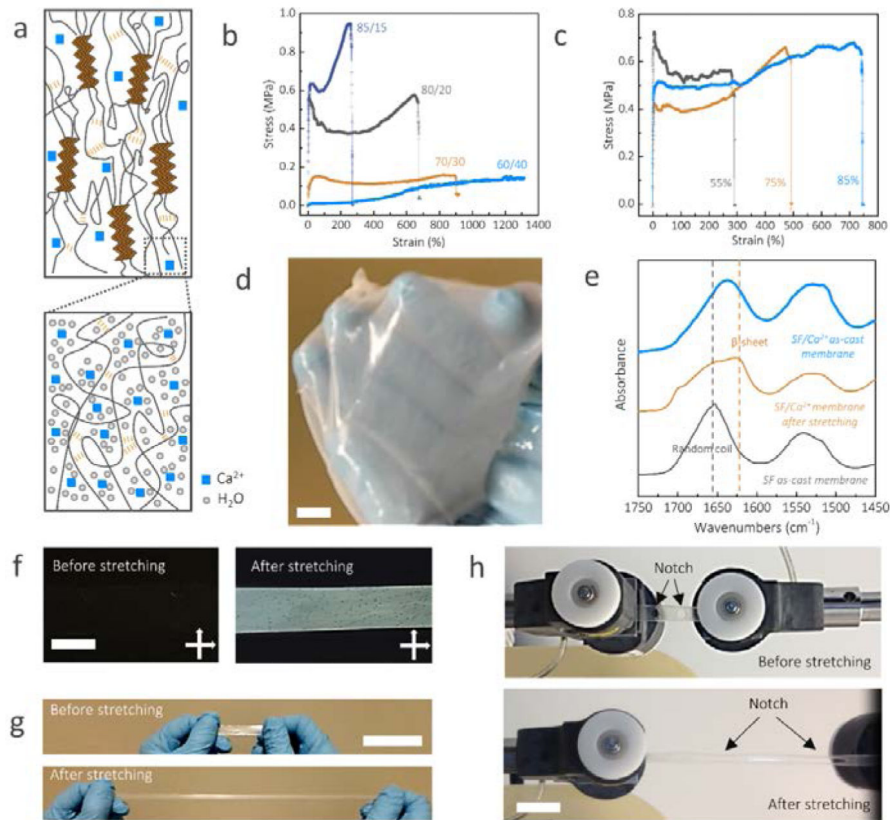 a
Ca²⁺
H₂O
b
Stress (MPa)
1.0
0.8
0.6
0.4
0.2
0.0
85/15
80/20
70/30
60/40
0 200 400 600 800 1000 1200 1400
Strain (%)
c
Stress (MPa)
0.8
0.6
0.4
0.2
0.0
55%
75%
85%
0 100 200 300 400 500 600 700 800
Strain (%)
d
e
Absorbance
SF/Ca²⁺ as-cast
membrane
β sheet
SF/Ca²⁺ membrane
after stretching
Random coil
SF as-cast membrane
1750 1650 1600 1550 1500 1450
Wavenumbers (cm⁻¹)
f
Before stretching
After stretching
g
Before stretching
After stretching
h
Notch
Before stretching
Notch
After stretching